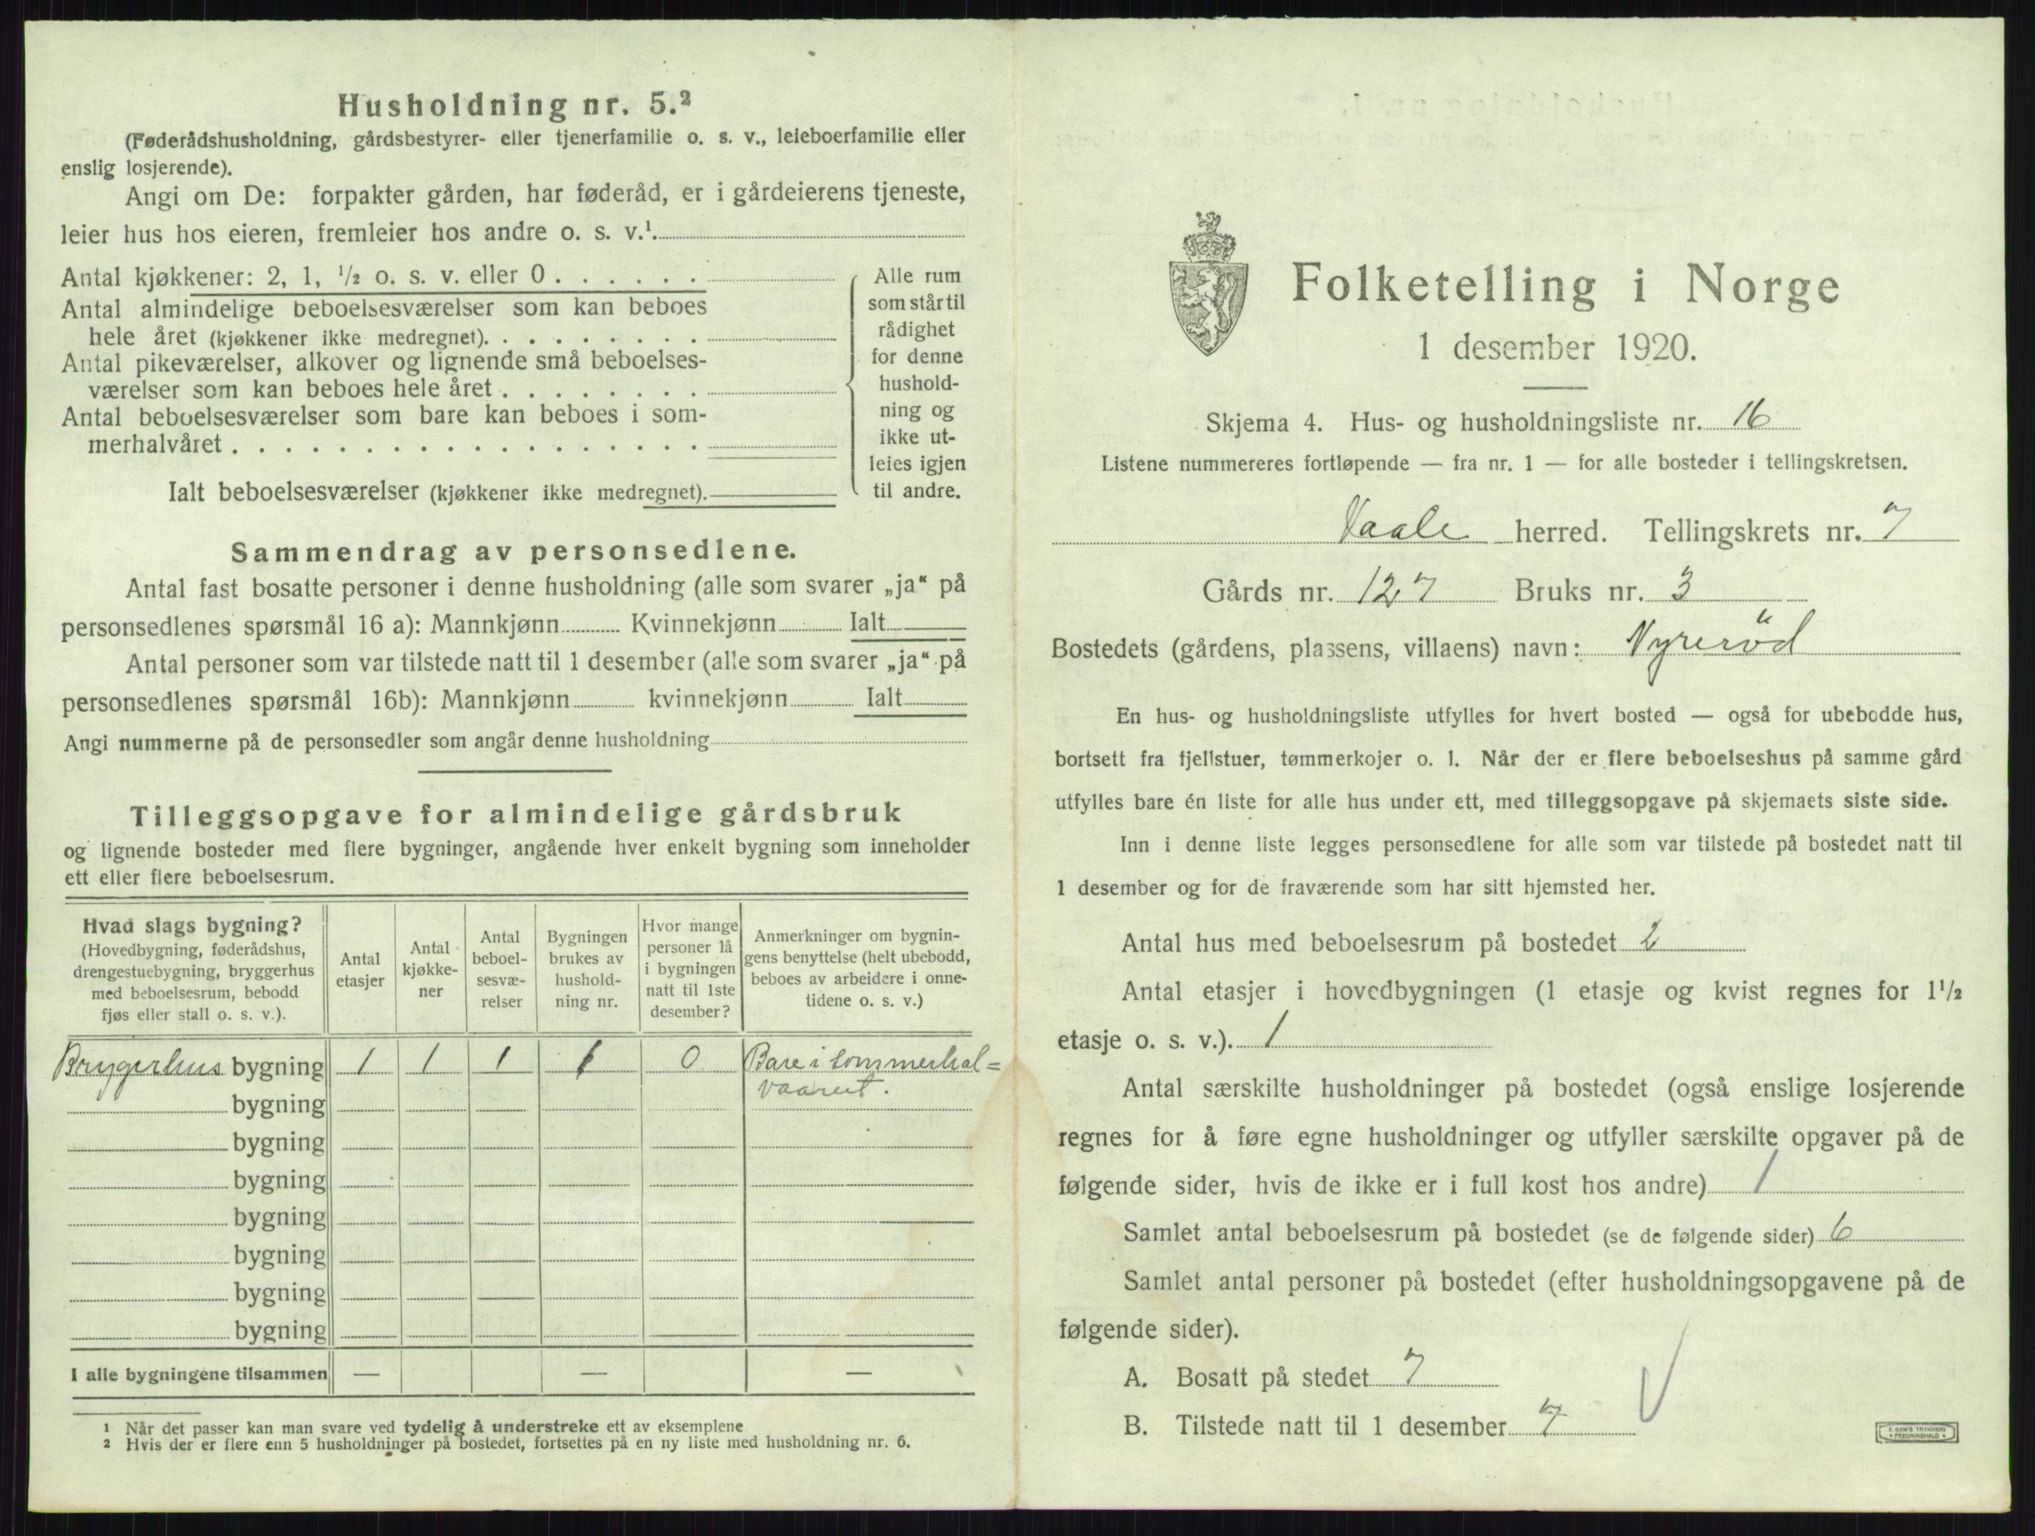 Husholdning nr. 5.²
(Føderådshusholdning, gårdsbestyrer- eller tjenerfamilie o. s. v., leieboerfamilie eller
enslig losjerende).
Angi om De: forpakter gården, har føderåd, er i gårdeierens tjeneste,
leier hus hos eieren, fremleier hos andre o. s. v.¹.
Antal kjøkkener: 2, 1, ½ o. s. v. eller 0 . . . . . .
Antal almindelige beboelsesværelser som kan beboes
hele året (kjøkkener ikke medregnet). . . . . . . . .
Antal pikeværelser, alkover og lignende små beboelses-
værelser som kan beboes hele året . . . . . . . .
Antal beboelsesværelser som bare kan beboes i som-
merhalvåret . . . . . . . . . . . . . . . . . .
Ialt beboelsesværelser (kjøkkener ikke medregnet).
Alle rum
som står til
rådighet
for denne
hushold-
ning og
ikke ut-
leies igjen
til andre.
Sammendrag av personsedlene.
Antal fast bosatte personer i denne husholdning (alle som svarer „ja“ på
personsedlenes spørsmål 16 a): Mannkjønn Kvinnekjønn Ialt
Antal personer som var tilstede natt til 1 desember (alle som svarer „ja“ på
personsedlenes spørsmål 16b): Mannkjønn kvinnekjønn Ialt
Angi nummerne på de personsedler som angår denne husholdning
Tilleggsopgave for almindelige gårdsbruk
og lignende bosteder med flere bygninger, angående hver enkelt bygning som inneholder
ett eller flere beboelsesrum.
Hvad slags bygning?
(Hovedbygning, føderådshus,
drengestuebygning, bryggerhus
med beboelsesrum, bebodd
fjøs eller stall o. s. v.).
Antal
etasjer
Antal
kjøkke-
ner
Antal
beboel-
sesvæ-
relser
Bygningen
brukes av
hushold-
ning nr.
Hvor mange
personer lå
i bygningen
natt til 1ste
desember?
Anmerkninger om bygnin-
gens benyttelse (helt ubebodd,
beboes av arbeidere i onne-
tidene o. s. v.)
Brygerhus bygning 1 1 1 1 0 Bare i sommerhal=
vaaret.
bygning
bygning
bygning
bygning
bygning
bygning
bygning
I alle bygningene tilsammen — — —
¹ Når det passer kan man svare ved tydelig å understreke ett av eksemplene
² Hvis der er flere enn 5 husholdninger på bostedet, fortsettes på en ny liste med husholdning nr. 6.
Folketelling i Norge
1 desember 1920.
Skjema 4. Hus- og husholdningsliste nr. 16
Listene nummereres fortløpende — fra nr. 1 — for alle bosteder i tellingskretsen.
Vaale herred. Tellingskrets nr. 7
Gårds nr. 127 Bruks nr. 3
Bostedets (gårdens, plassens, villaens) navn: Nyreröd
En hus- og husholdningsliste utfylles for hvert bosted — også for ubebodde hus,
bortsett fra fjellstuer, tømmerkojer o. l. Når der er flere beboelseshus på samme gård
utfylles bare én liste for alle hus under ett, med tilleggsopgave på skjemaets siste side.
Inn i denne liste legges personsedlene for alle som var tilstede på bostedet natt til
1 desember og for de fraværende som har sitt hjemsted her.
Antal hus med beboelsesrum på bostedet 2
Antal etasjer i hovedbygningen (1 etasje og kvist regnes for 1½
etasje o. s. v.). 1
Antal særskilte husholdninger på bostedet (også enslige losjerende
regnes for å føre egne husholdninger og utfyller særskilte opgaver på de
følgende sider, hvis de ikke er i full kost hos andre) 1
Samlet antal beboelsesrum på bostedet (se de følgende sider) 6
Samlet antal personer på bostedet (efter husholdningsopgavene på de
følgende sider).
A. Bosatt på stedet 7
B. Tilstede natt til 1 desember 7